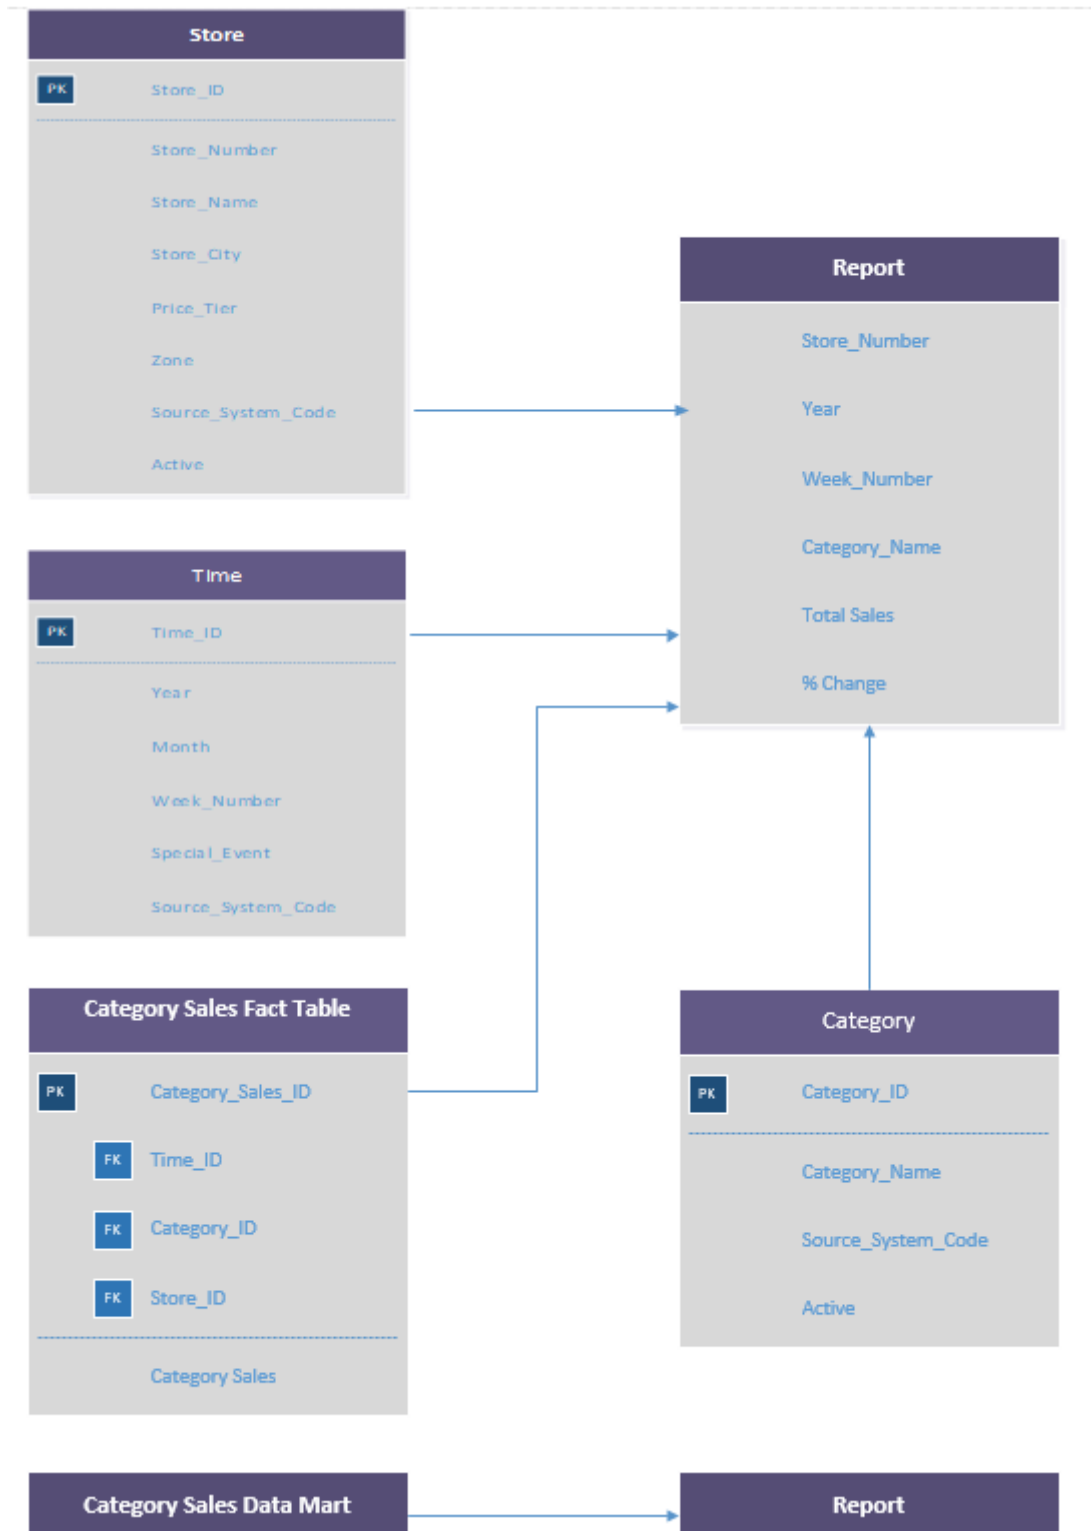 Store
PK Store_ID
Store_Number
Store_Name
Store_City
Price_Tier
Zone
Source_System_Code
Active
Report
Store_Number
Year
Week_Number
Category_Name
Total Sales
% Change
Time
PK Time_ID
Year
Month
Week_Number
Special_Event
Source_System_Code
Category Sales Fact Table
PK Category_Sales_ID
FK Time_ID
FK Category_ID
FK Store_ID
Category Sales
Category
PK Category_ID
Category_Name
Source_System_Code
Active
Category Sales Data Mart
Report